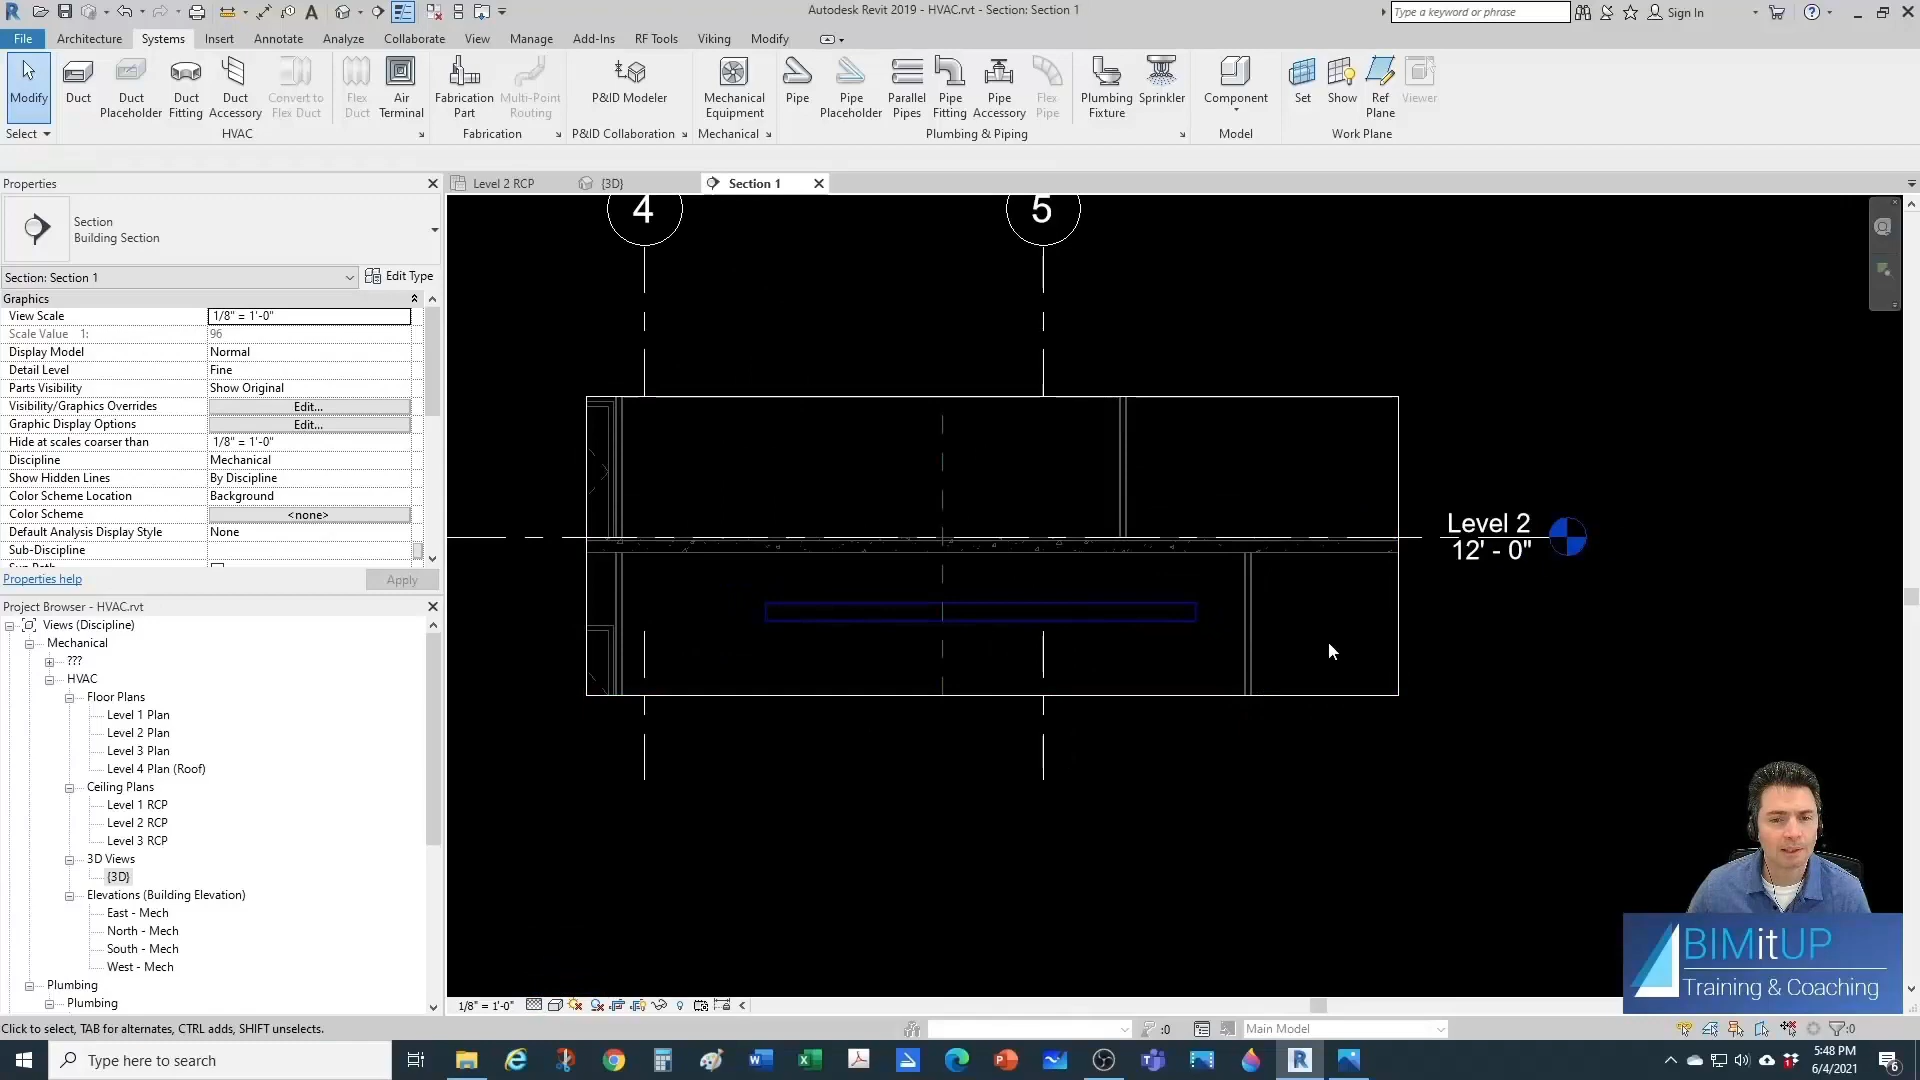 Autodesk Revit 2019 - HVAC.rvt - Section: Section 1
Type a keyword or phrase
Sign In
File
Architecture
Systems
Insert
Annotate
Analyze
Collaborate
View
Manage
Add-Ins
RF Tools
Viking
Modify
Modify
Duct
Duct Placeholder
Duct Fitting
Duct Accessory
Convert to Flex Duct
Flex Duct
Air Terminal
Fabrication Part
Multi-Point Routing
P&ID Modeler
Mechanical Equipment
Pipe
Pipe Placeholder
Parallel Pipes
Pipe Fitting
Pipe Accessory
Flex Pipe
Plumbing Fixture
Sprinkler
Component
Set
Show
Ref Plane
Viewer
Select
HVAC
Fabrication
P&ID Collaboration
Mechanical
Plumbing & Piping
Model
Work Plane
Properties
Level 2 RCP
{3D}
Section 1
Section
Building Section
Section: Section 1
Edit Type
Graphics
View Scale 1/8" = 1'-0"
Scale Value 1: 96
Display Model Normal
Detail Level Fine
Parts Visibility Show Original
Visibility/Graphics Overrides Edit...
Graphic Display Options Edit...
Hide at scales coarser than 1/8" = 1'-0"
Discipline Mechanical
Show Hidden Lines By Discipline
Color Scheme Location Background
Color Scheme <none>
Default Analysis Display Style None
Sub-Discipline
Properties help
Apply
Project Browser - HVAC.rvt
Views (Discipline)
Mechanical
???
HVAC
Floor Plans
Level 1 Plan
Level 2 Plan
Level 3 Plan
Level 4 Plan (Roof)
Ceiling Plans
Level 1 RCP
Level 2 RCP
Level 3 RCP
3D Views
{3D}
Elevations (Building Elevation)
East - Mech
North - Mech
South - Mech
West - Mech
Plumbing
Plumbing
4
5
Level 2
12' - 0"
BIMitUP
Training & Coaching
1/8" = 1'-0"
Click to select, TAB for alternates, CTRL adds, SHIFT unselects.
:0
Main Model
:0
Type here to search
5:48 PM
6/4/2021
6